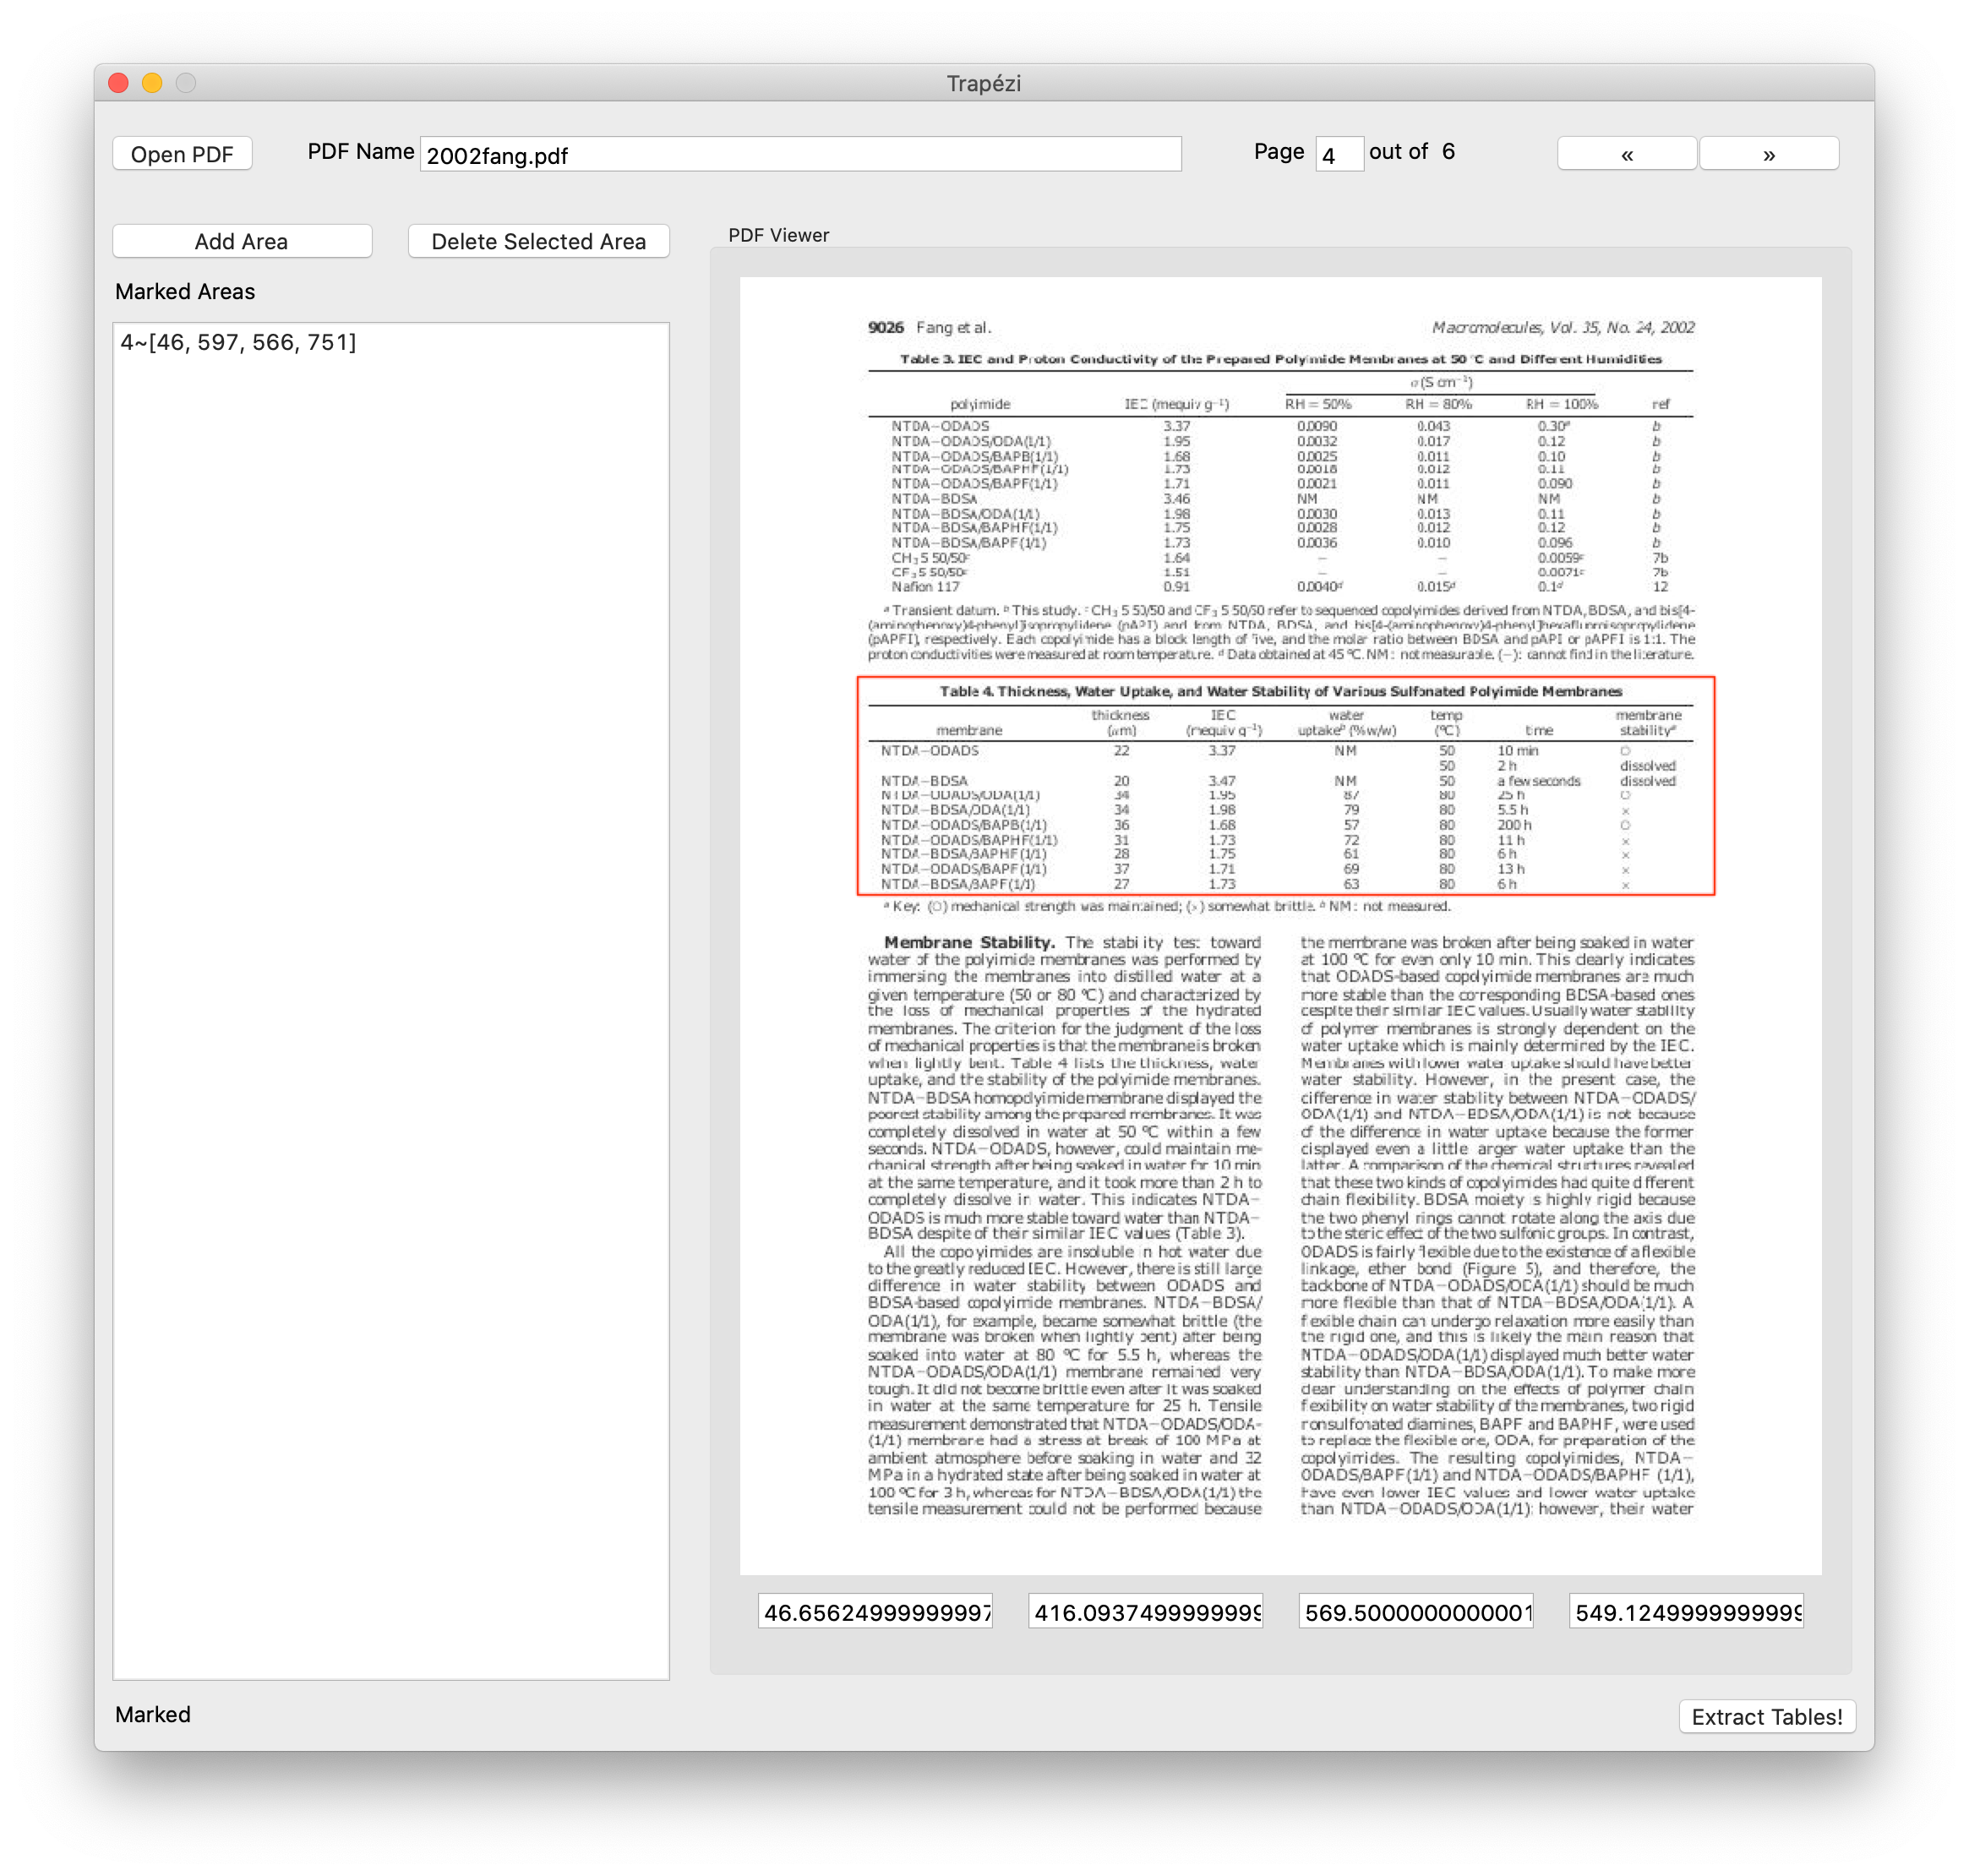 Trapézi
Open PDF PDF Name 2002fang.pdf Page 4 out of 6 « »
Add Area Delete Selected Area
Marked Areas
4~[46, 597, 566, 751]
PDF Viewer
9026 Fang et al. Macromolecules, Vol. 35, No. 24, 2002
Table 3. IEC and Proton Conductivity of the Prepared Polyimide Membranes at 50 °C and Different Humidities
σ (S cm⁻¹)
polyimide IEC (mequiv g⁻¹) RH = 50% RH = 80% RH = 100% ref
NTDA−ODADS 3.37 0.0090 0.043 0.30ᵃ b
NTDA−ODADS/ODA(1/1) 1.95 0.0032 0.017 0.12 b
NTDA−ODADS/BAPB(1/1) 1.68 0.0025 0.011 0.10 b
NTDA−ODADS/BAPHF(1/1) 1.73 0.0018 0.012 0.11 b
NTDA−ODADS/BAPF(1/1) 1.71 0.0021 0.011 0.090 b
NTDA−BDSA 3.46 NM NM NM b
NTDA−BDSA/ODA(1/1) 1.98 0.0030 0.013 0.11 b
NTDA−BDSA/BAPHF(1/1) 1.75 0.0028 0.012 0.12 b
NTDA−BDSA/BAPF(1/1) 1.73 0.0036 0.010 0.096 b
CH₃ S 50/50ᶜ 1.64 − − 0.0059ᶜ 7b
CF₃ S 50/50ᶜ 1.51 − − 0.0071ᶜ 7b
Nafion 117 0.91 0.0040ᵈ 0.015ᵈ 0.1ᵈ 12
ᵃ Transient datum. ᵇ This study. ᶜ CH₃ S 50/50 and CF₃ S 50/50 refer to sequenced copolyimides derived from NTDA, BDSA, and bis[4-
(aminophenoxy)4-phenyl]isopropylidene (pAPI) and from NTDA, BDSA, and bis[4-(aminophenoxy)4-phenyl]hexafluoroisopropylidene
(pAPFI), respectively. Each copolyimide has a block length of five, and the molar ratio between BDSA and pAPI or pAPFI is 1:1. The
proton conductivities were measured at room temperature. ᵈ Data obtained at 45 °C. NM: not measurable. (−): cannot find in the literature.
Table 4. Thickness, Water Uptake, and Water Stability of Various Sulfonated Polyimide Membranes
thickness IEC water temp membrane
membrane (μm) (mequiv g⁻¹) uptakeᵇ (% w/w) (°C) time stabilityᵃ
NTDA−ODADS 22 3.37 NM 50 10 min ○
50 2 h dissolved
NTDA−BDSA 20 3.47 NM 50 a few seconds dissolved
NTDA−ODADS/ODA(1/1) 34 1.95 87 80 25 h ○
NTDA−BDSA/ODA(1/1) 34 1.98 79 80 5.5 h ×
NTDA−ODADS/BAPB(1/1) 36 1.68 57 80 200 h ○
NTDA−ODADS/BAPHF(1/1) 31 1.73 72 80 11 h ×
NTDA−BDSA/BAPHF(1/1) 28 1.75 61 80 6 h ×
NTDA−ODADS/BAPF(1/1) 37 1.71 69 80 13 h ×
NTDA−BDSA/BAPF(1/1) 27 1.73 63 80 6 h ×
ᵃ Key: (○) mechanical strength was maintained; (×) somewhat brittle. ᵇ NM: not measured.
Membrane Stability. The stability test toward
water of the polyimide membranes was performed by
immersing the membranes into distilled water at a
given temperature (50 or 80 °C) and characterized by
the loss of mechanical properties of the hydrated
membranes. The criterion for the judgment of the loss
of mechanical properties is that the membrane is broken
when lightly bent. Table 4 lists the thickness, water
uptake, and the stability of the polyimide membranes.
NTDA−BDSA homopolyimide membrane displayed the
poorest stability among the prepared membranes. It was
completely dissolved in water at 50 °C within a few
seconds. NTDA−ODADS, however, could maintain me-
chanical strength after being soaked in water for 10 min
at the same temperature, and it took more than 2 h to
completely dissolve in water. This indicates NTDA−
ODADS is much more stable toward water than NTDA−
BDSA despite of their similar IEC values (Table 3).
All the copolyimides are insoluble in hot water due
to the greatly reduced IEC. However, there is still large
difference in water stability between ODADS and
BDSA-based copolyimide membranes. NTDA−BDSA/
ODA(1/1), for example, became somewhat brittle (the
membrane was broken when lightly bent) after being
soaked into water at 80 °C for 5.5 h, whereas the
NTDA−ODADS/ODA(1/1) membrane remained very
tough. It did not become brittle even after it was soaked
in water at the same temperature for 25 h. Tensile
measurement demonstrated that NTDA−ODADS/ODA-
(1/1) membrane had a stress at break of 100 MPa at
ambient atmosphere before soaking in water and 32
MPa in a hydrated state after being soaked in water at
100 °C for 3 h, whereas for NTDA−BDSA/ODA(1/1) the
tensile measurement could not be performed because
the membrane was broken after being soaked in water
at 100 °C for even only 10 min. This clearly indicates
that ODADS-based copolyimide membranes are much
more stable than the corresponding BDSA-based ones
despite their similar IEC values. Usually water stability
of polymer membranes is strongly dependent on the
water uptake which is mainly determined by the IEC.
Membranes with lower water uptake should have better
water stability. However, in the present case, the
difference in water stability between NTDA−ODADS/
ODA(1/1) and NTDA−BDSA/ODA(1/1) is not because
of the difference in water uptake because the former
displayed even a little larger water uptake than the
latter. A comparison of the chemical structures revealed
that these two kinds of copolyimides had quite different
chain flexibility. BDSA moiety is highly rigid because
the two phenyl rings cannot rotate along the axis due
to the steric effect of the two sulfonic groups. In contrast,
ODADS is fairly flexible due to the existence of a flexible
linkage, ether bond (Figure 5), and therefore, the
backbone of NTDA−ODADS/ODA(1/1) should be much
more flexible than that of NTDA−BDSA/ODA(1/1). A
flexible chain can undergo relaxation more easily than
the rigid one, and this is likely the main reason that
NTDA−ODADS/ODA(1/1) displayed much better water
stability than NTDA−BDSA/ODA(1/1). To make more
clear understanding on the effects of polymer chain
flexibility on water stability of the membranes, two rigid
nonsulfonated diamines, BAPF and BAPHF, were used
to replace the flexible one, ODA, for preparation of the
copolyimides. The resulting copolyimides, NTDA−
ODADS/BAPF(1/1) and NTDA−ODADS/BAPHF (1/1),
have even lower IEC values and lower water uptake
than NTDA−ODADS/ODA(1/1); however, their water
46.65624999999997 416.0937499999999 569.5000000000001 549.1249999999999
Marked Extract Tables!